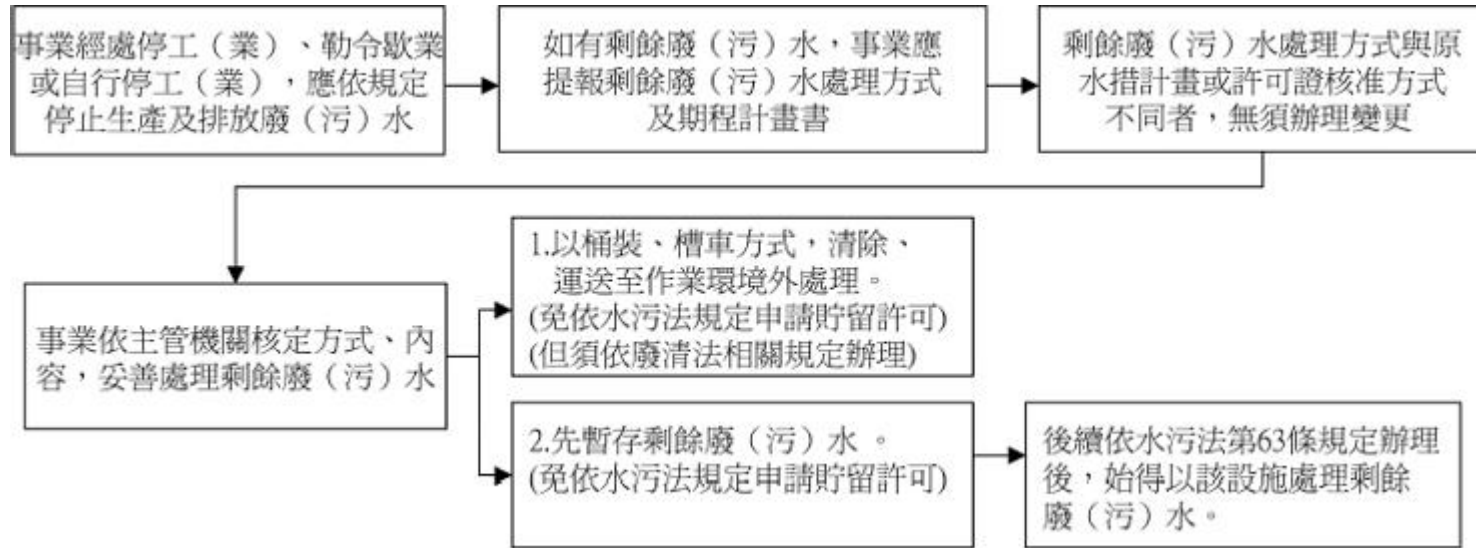 事業經處停工（業）、勒令歇業
或自行停工（業），應依規定
停止生產及排放廢（污）水
如有剩餘廢（污）水，事業應
提報剩餘廢（污）水處理方式
及期程計畫書
剩餘廢（污）水處理方式與原
水措計畫或許可證核准方式
不同者，無須辦理變更
事業依主管機關核定方式、內
容，妥善處理剩餘廢（污）水
1.以桶裝、槽車方式，清除、
運送至作業環境外處理。
(免依水污法規定申請貯留許可)
(但須依廢清法相關規定辦理)
2.先暫存剩餘廢（污）水 。
(免依水污法規定申請貯留許可)
後續依水污法第63條規定辦理
後，始得以該設施處理剩餘
廢（污）水。